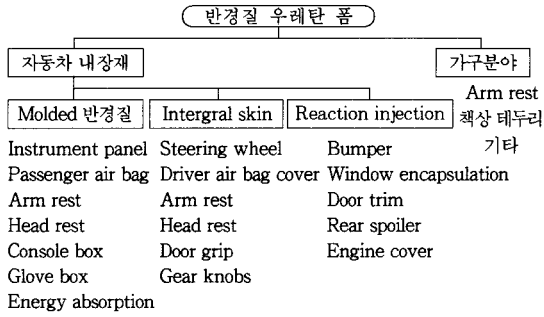 반경질 우레탄 폼
자동차 내장재
가구분야
Arm rest
책상 테두리
기타
Molded 반경질
Instrument panel
Passenger air bag
Arm rest
Head rest
Console box
Glove box
Energy absorption
Intergral skin
Steering wheel
Driver air bag cover
Arm rest
Head rest
Door grip
Gear knobs
Reaction injection
Bumper
Window encapsulation
Door trim
Rear spoiler
Engine cover